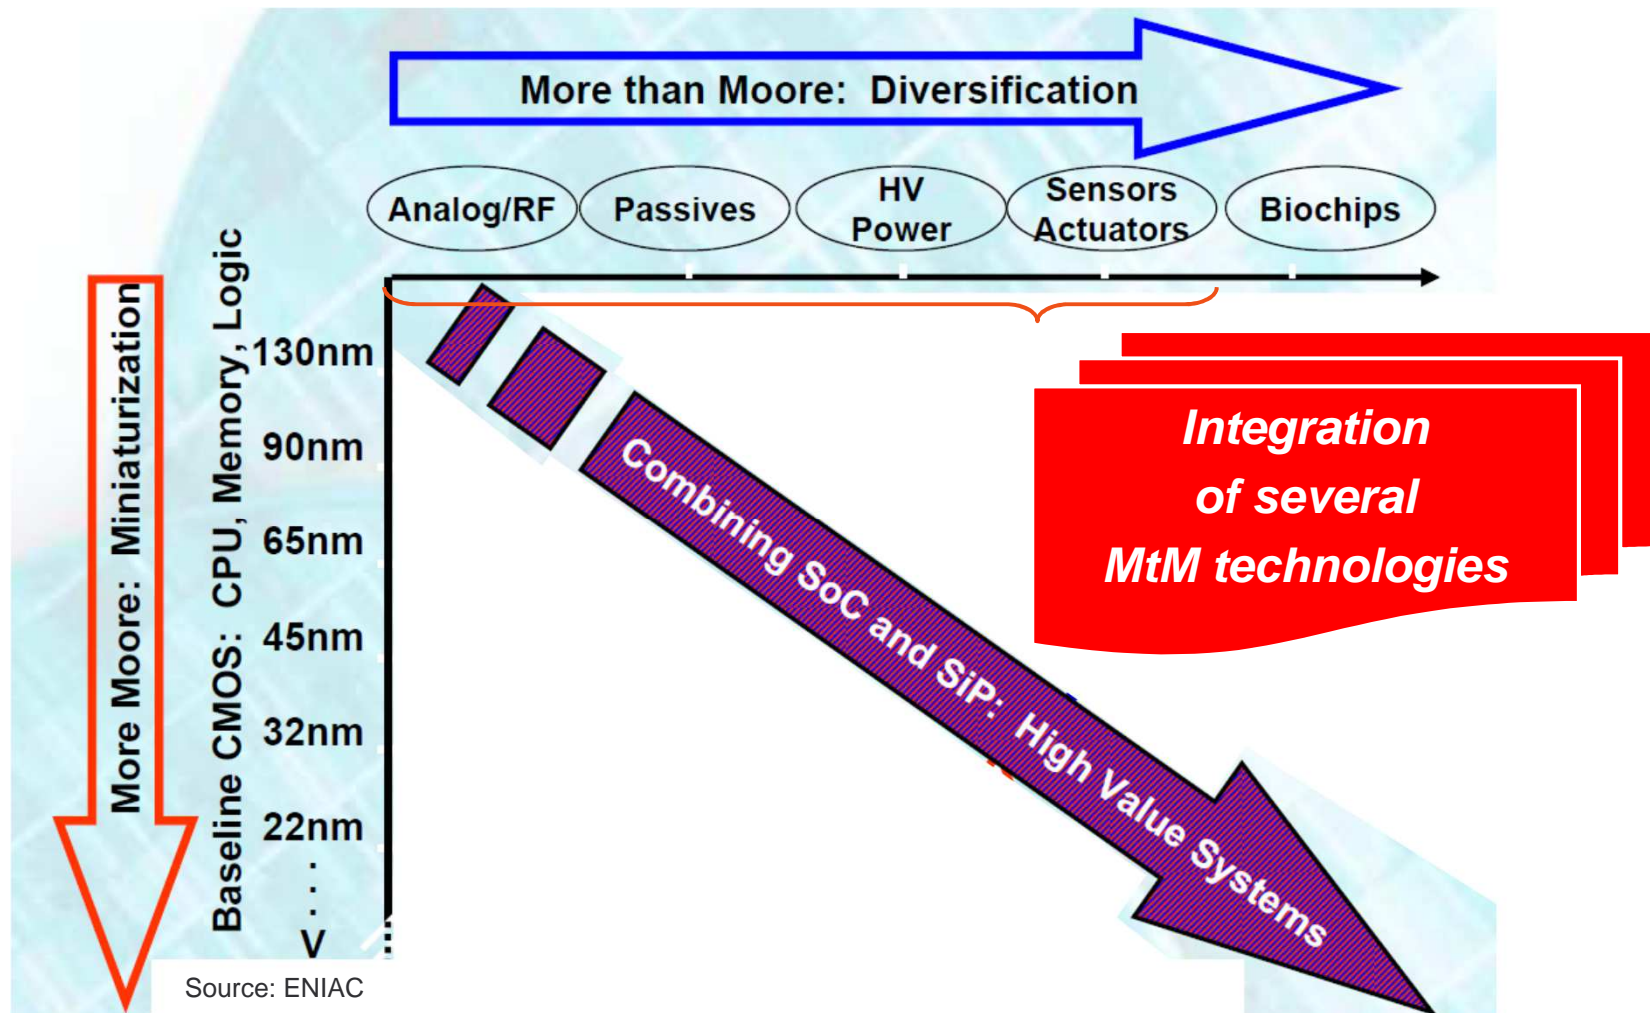 More than Moore: Diversification
Analog/RF
Passives
HV
Power
Sensors
Actuators
Biochips
More Moore: Miniaturization
Baseline CMOS: CPU, Memory, Logic
130nm
90nm
65nm
45nm
32nm
22nm
V
Combining SoC and SiP: High Value Systems
Integration
of several
MtM technologies
Source: ENIAC